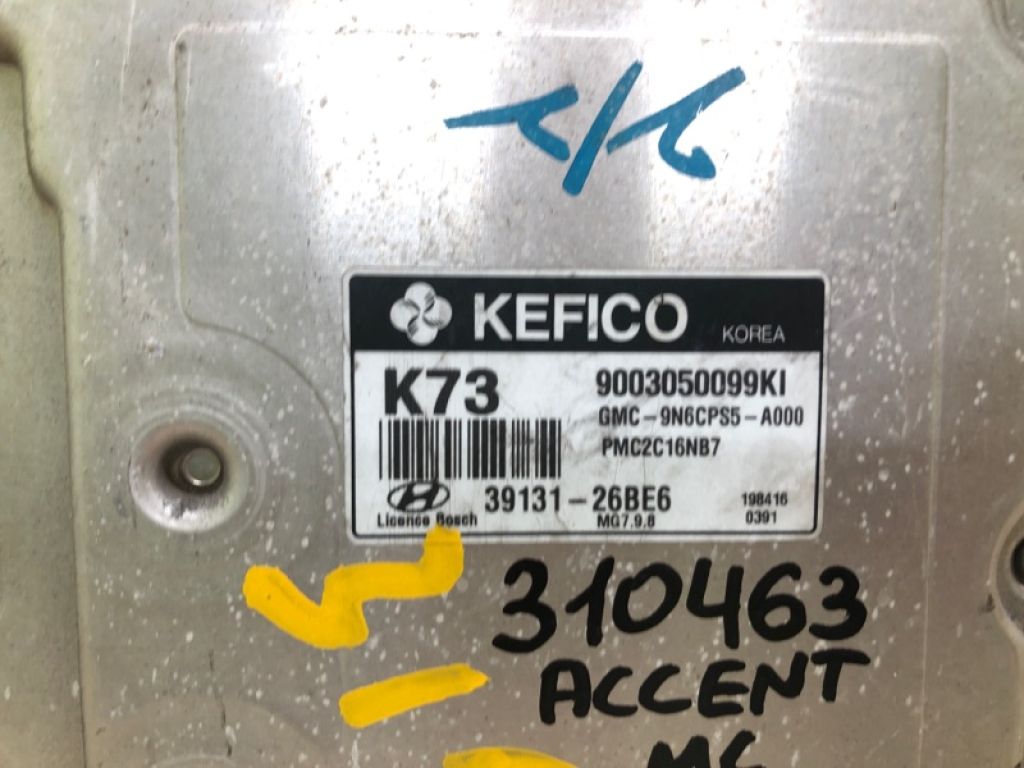 KEFICO KOREA
K73 9003050099KI
GMC-9N6CPS5-A000
PMC2C16NB7
39131-26BE6 198416
Licence Bosch MG7.9.8 0391
310463
ACCENT
MC